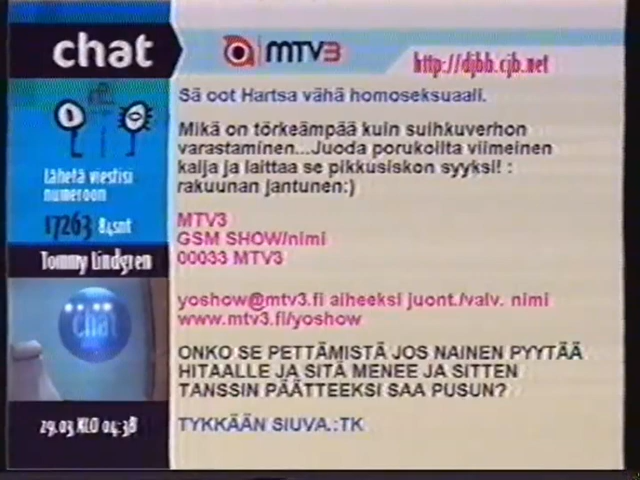 chat
MTV3
http://djbb.cjb.net
Sä oot Hartsa vähä homoseksuaali.
Mikä on törkeämpää kuin suihkuverhon
varastaminen...Juoda porukoilta viimeinen
kalja ja laittaa se pikkusiskon syyksi! :
rakuunan jantunen:)
Lähetä viestisi
numeroon
17263 84snt
MTV3
GSM SHOW/nimi
00033 MTV3
Tommy Lindgren
yoshow@mtv3.fi aiheeksi juont./valv. nimi
www.mtv3.fi/yoshow
chat
ONKO SE PETTÄMISTÄ JOS NAINEN PYYTÄÄ
HITAALLE JA SITÄ MENEE JA SITTEN
TANSSIN PÄÄTTEEKSI SAA PUSUN?
29.03 KLO 04:38
TYKKÄÄN SIUVA.:TK